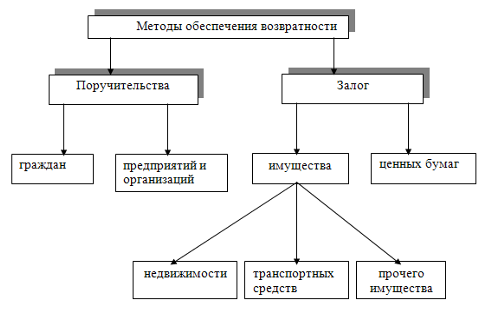 Методы обеспечения возвратности
Поручительства
Залог
граждан
предприятий и
организаций
имущества
ценных бумаг
недвижимости
транспортных
средств
прочего
имущества